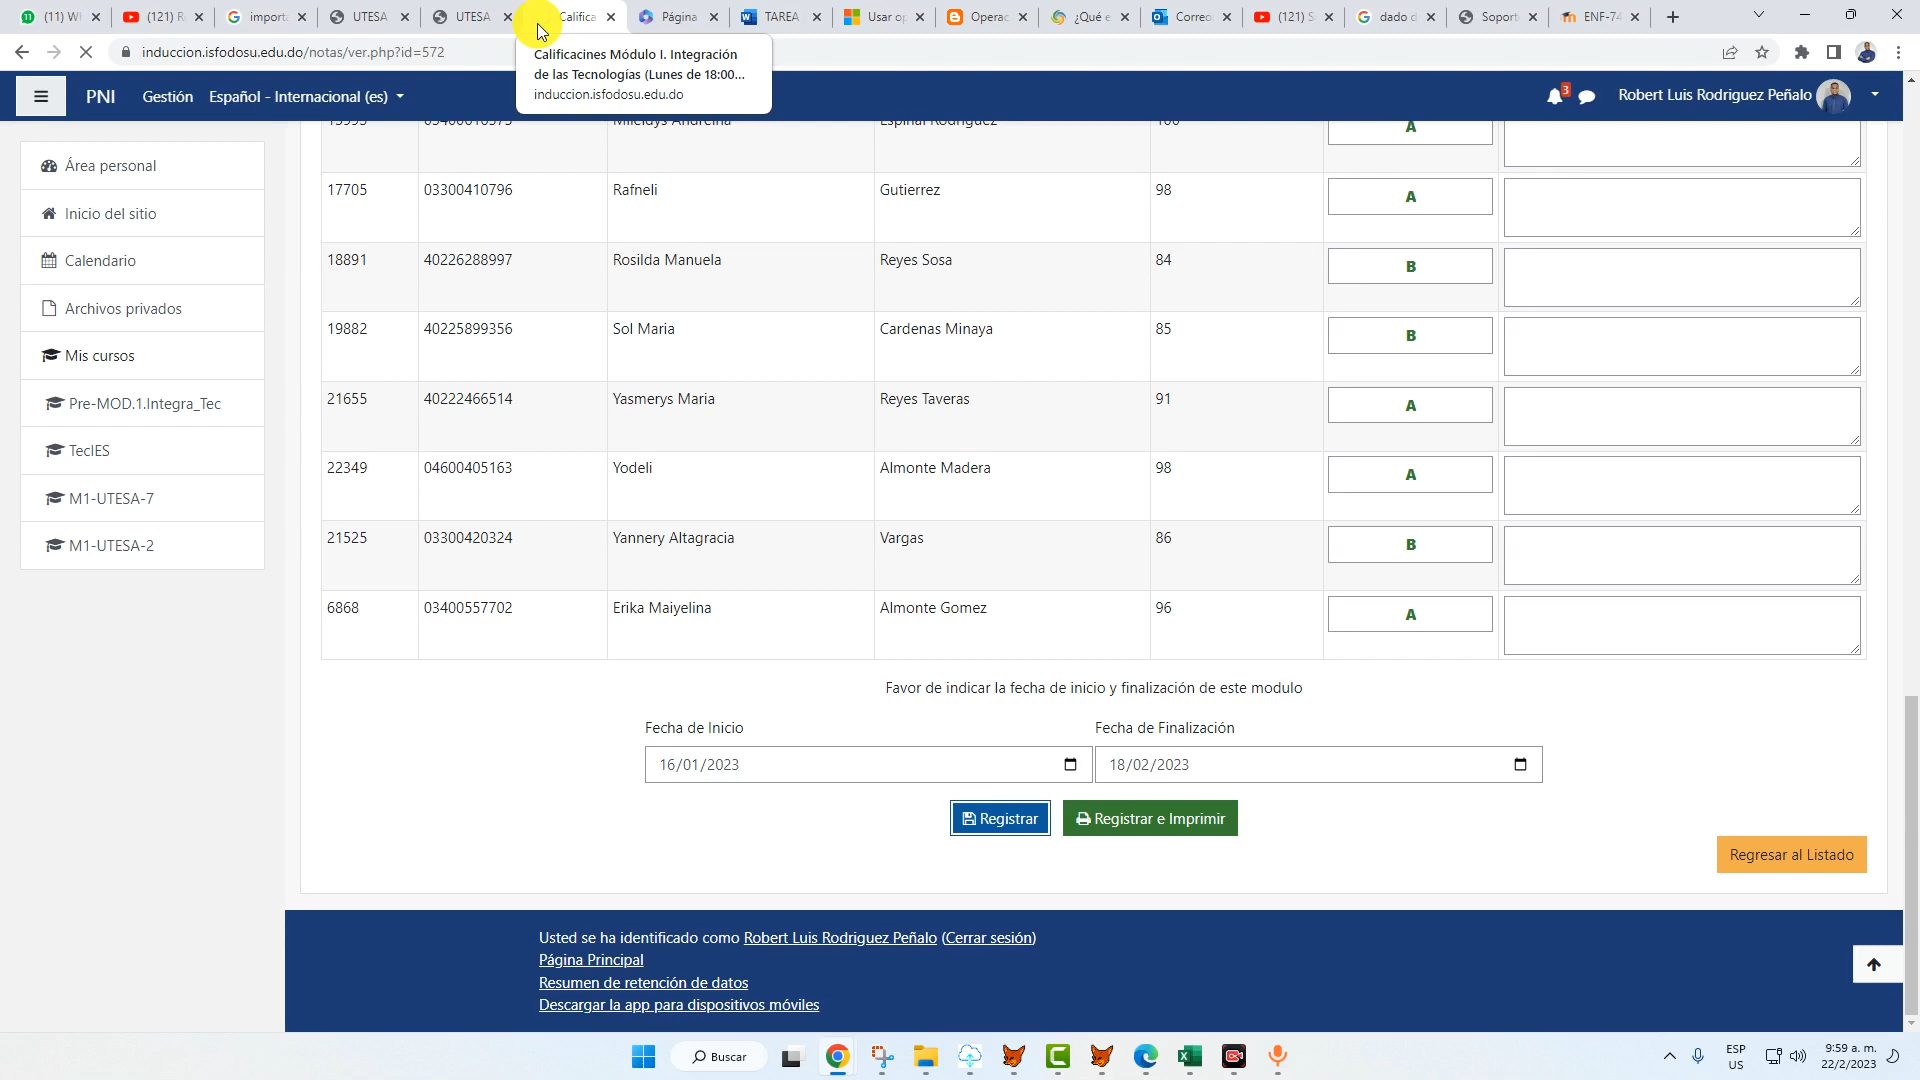 (11) W
(121) R
import
UTESA
UTESA
Califica
Página
TAREA
Usar o
Operac
¿Qué e
Correo
(121) S
dado d
Soport
ENF-74
induccion.isfodosu.edu.do/notas/ver.php?id=572
Calificacines Módulo I. Integración
de las Tecnologías (Lunes de 18:00...
induccion.isfodosu.edu.do
PNI Gestión Español - Internacional (es)
3 Robert Luis Rodriguez Peñalo
Área personal
Inicio del sitio
Calendario
Archivos privados
Mis cursos
Pre-MOD.1.Integra_Tec
TecIES
M1-UTESA-7
M1-UTESA-2
Espinal Rodriguez 100 A
17705 03300410796 Rafneli Gutierrez 98 A
18891 40226288997 Rosilda Manuela Reyes Sosa 84 B
19882 40225899356 Sol Maria Cardenas Minaya 85 B
21655 40222466514 Yasmerys Maria Reyes Taveras 91 A
22349 04600405163 Yodeli Almonte Madera 98 A
21525 03300420324 Yannery Altagracia Vargas 86 B
6868 03400557702 Erika Maiyelina Almonte Gomez 96 A
Favor de indicar la fecha de inicio y finalización de este modulo
Fecha de Inicio Fecha de Finalización
16/01/2023 18/02/2023
Registrar Registrar e Imprimir
Regresar al Listado
Usted se ha identificado como Robert Luis Rodriguez Peñalo (Cerrar sesión)
Página Principal
Resumen de retención de datos
Descargar la app para dispositivos móviles
Buscar
ESP
US
9:59 a. m.
22/2/2023